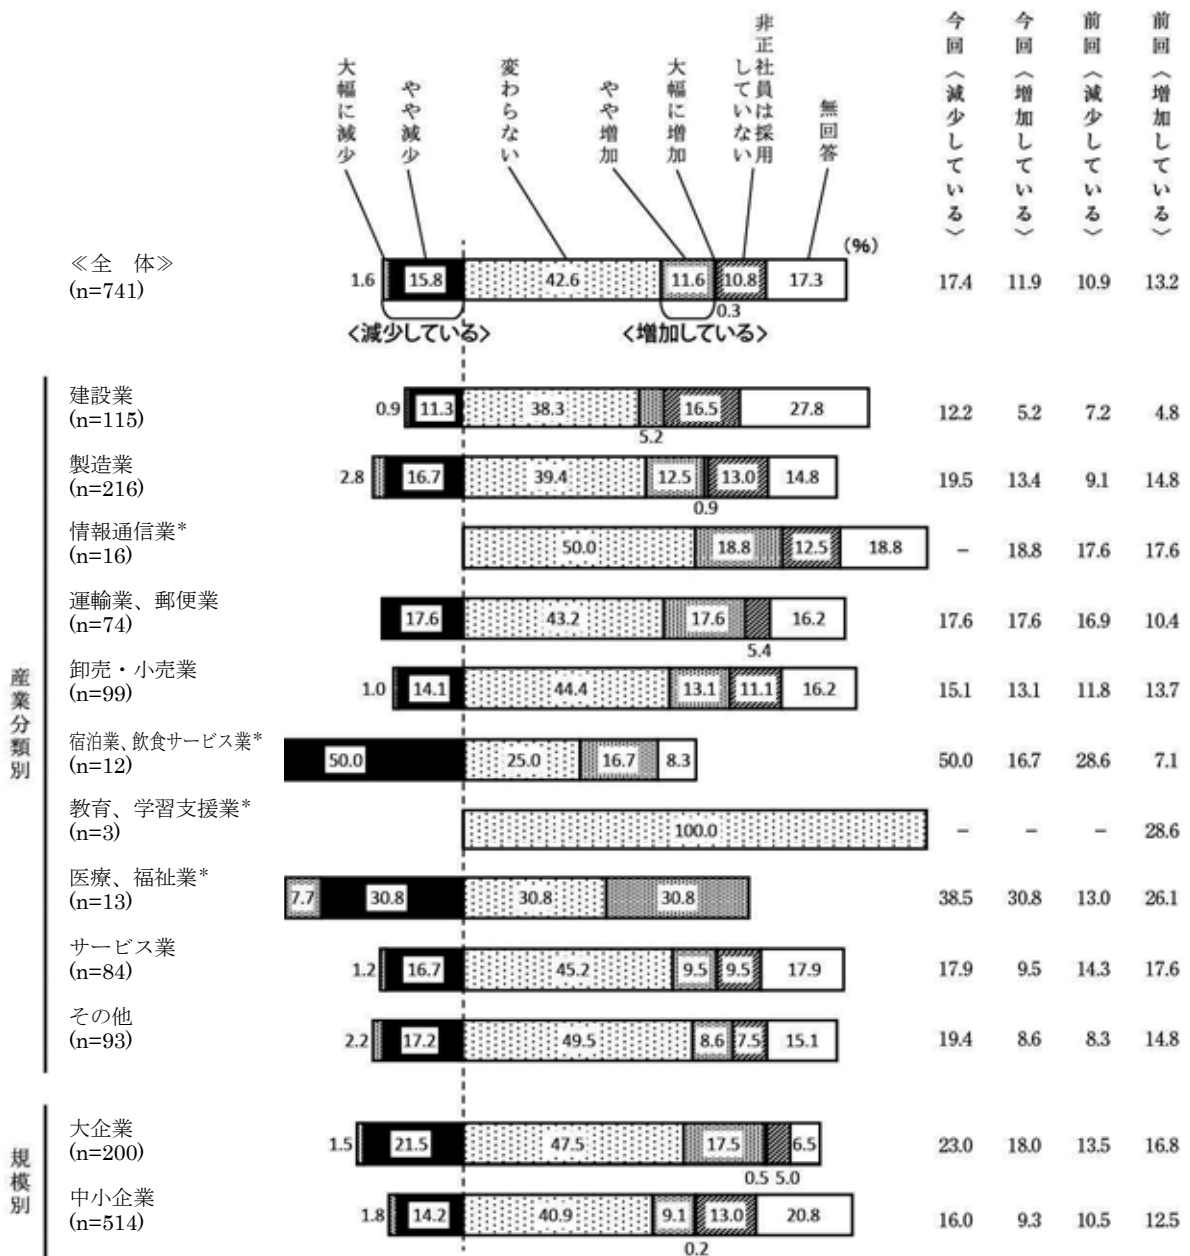 大幅に減少
やや減少
変わらない
やや増加
大幅に増加
非正社員は採用
していない
無回答
今回〈減少している〉
今回〈増加している〉
前回〈減少している〉
前回〈増加している〉
(%)
≪全　体≫
(n=741)
1.6 15.8 42.6 11.6 10.8 17.3 17.4 11.9 10.9 13.2
0.3
<減少している> <増加している>
産業分類別
建設業
(n=115)
0.9 11.3 38.3 16.5 27.8 12.2 5.2 7.2 4.8
5.2
製造業
(n=216)
2.8 16.7 39.4 12.5 13.0 14.8 19.5 13.4 9.1 14.8
0.9
情報通信業*
(n=16)
50.0 18.8 12.5 18.8 － 18.8 17.6 17.6
運輸業、郵便業
(n=74)
17.6 43.2 17.6 16.2 17.6 17.6 16.9 10.4
5.4
卸売・小売業
(n=99)
1.0 14.1 44.4 13.1 11.1 16.2 15.1 13.1 11.8 13.7
宿泊業、飲食サービス業*
(n=12)
50.0 25.0 16.7 8.3 50.0 16.7 28.6 7.1
教育、学習支援業*
(n=3)
100.0 － － － 28.6
医療、福祉業*
(n=13)
7.7 30.8 30.8 30.8 38.5 30.8 13.0 26.1
サービス業
(n=84)
1.2 16.7 45.2 9.5 9.5 17.9 17.9 9.5 14.3 17.6
その他
(n=93)
2.2 17.2 49.5 8.6 7.5 15.1 19.4 8.6 8.3 14.8
規模別
大企業
(n=200)
1.5 21.5 47.5 17.5 6.5 23.0 18.0 13.5 16.8
0.5 5.0
中小企業
(n=514)
1.8 14.2 40.9 9.1 13.0 20.8 16.0 9.3 10.5 12.5
0.2